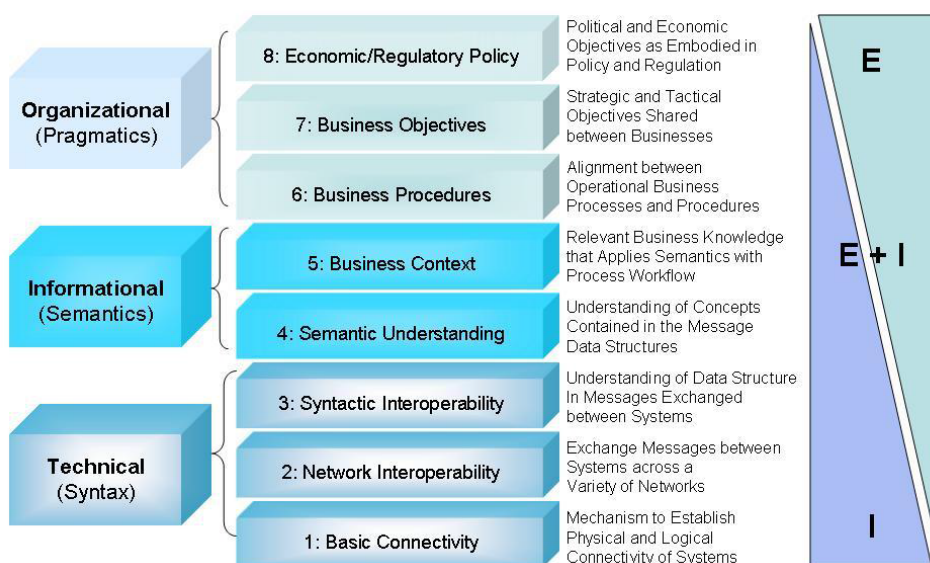 Organizational
(Pragmatics)
8: Economic/Regulatory Policy
Political and Economic
Objectives as Embodied in
Policy and Regulation
7: Business Objectives
Strategic and Tactical
Objectives Shared
between Businesses
6: Business Procedures
Alignment between
Operational Business
Processes and Procedures
Informational
(Semantics)
5: Business Context
Relevant Business Knowledge
that Applies Semantics with
Process Workflow
4: Semantic Understanding
Understanding of Concepts
Contained in the Message
Data Structures
Technical
(Syntax)
3: Syntactic Interoperability
Understanding of Data Structure
In Messages Exchanged
between Systems
2: Network Interoperability
Exchange Messages between
Systems across a
Variety of Networks
1: Basic Connectivity
Mechanism to Establish
Physical and Logical
Connectivity of Systems
E
E + I
I